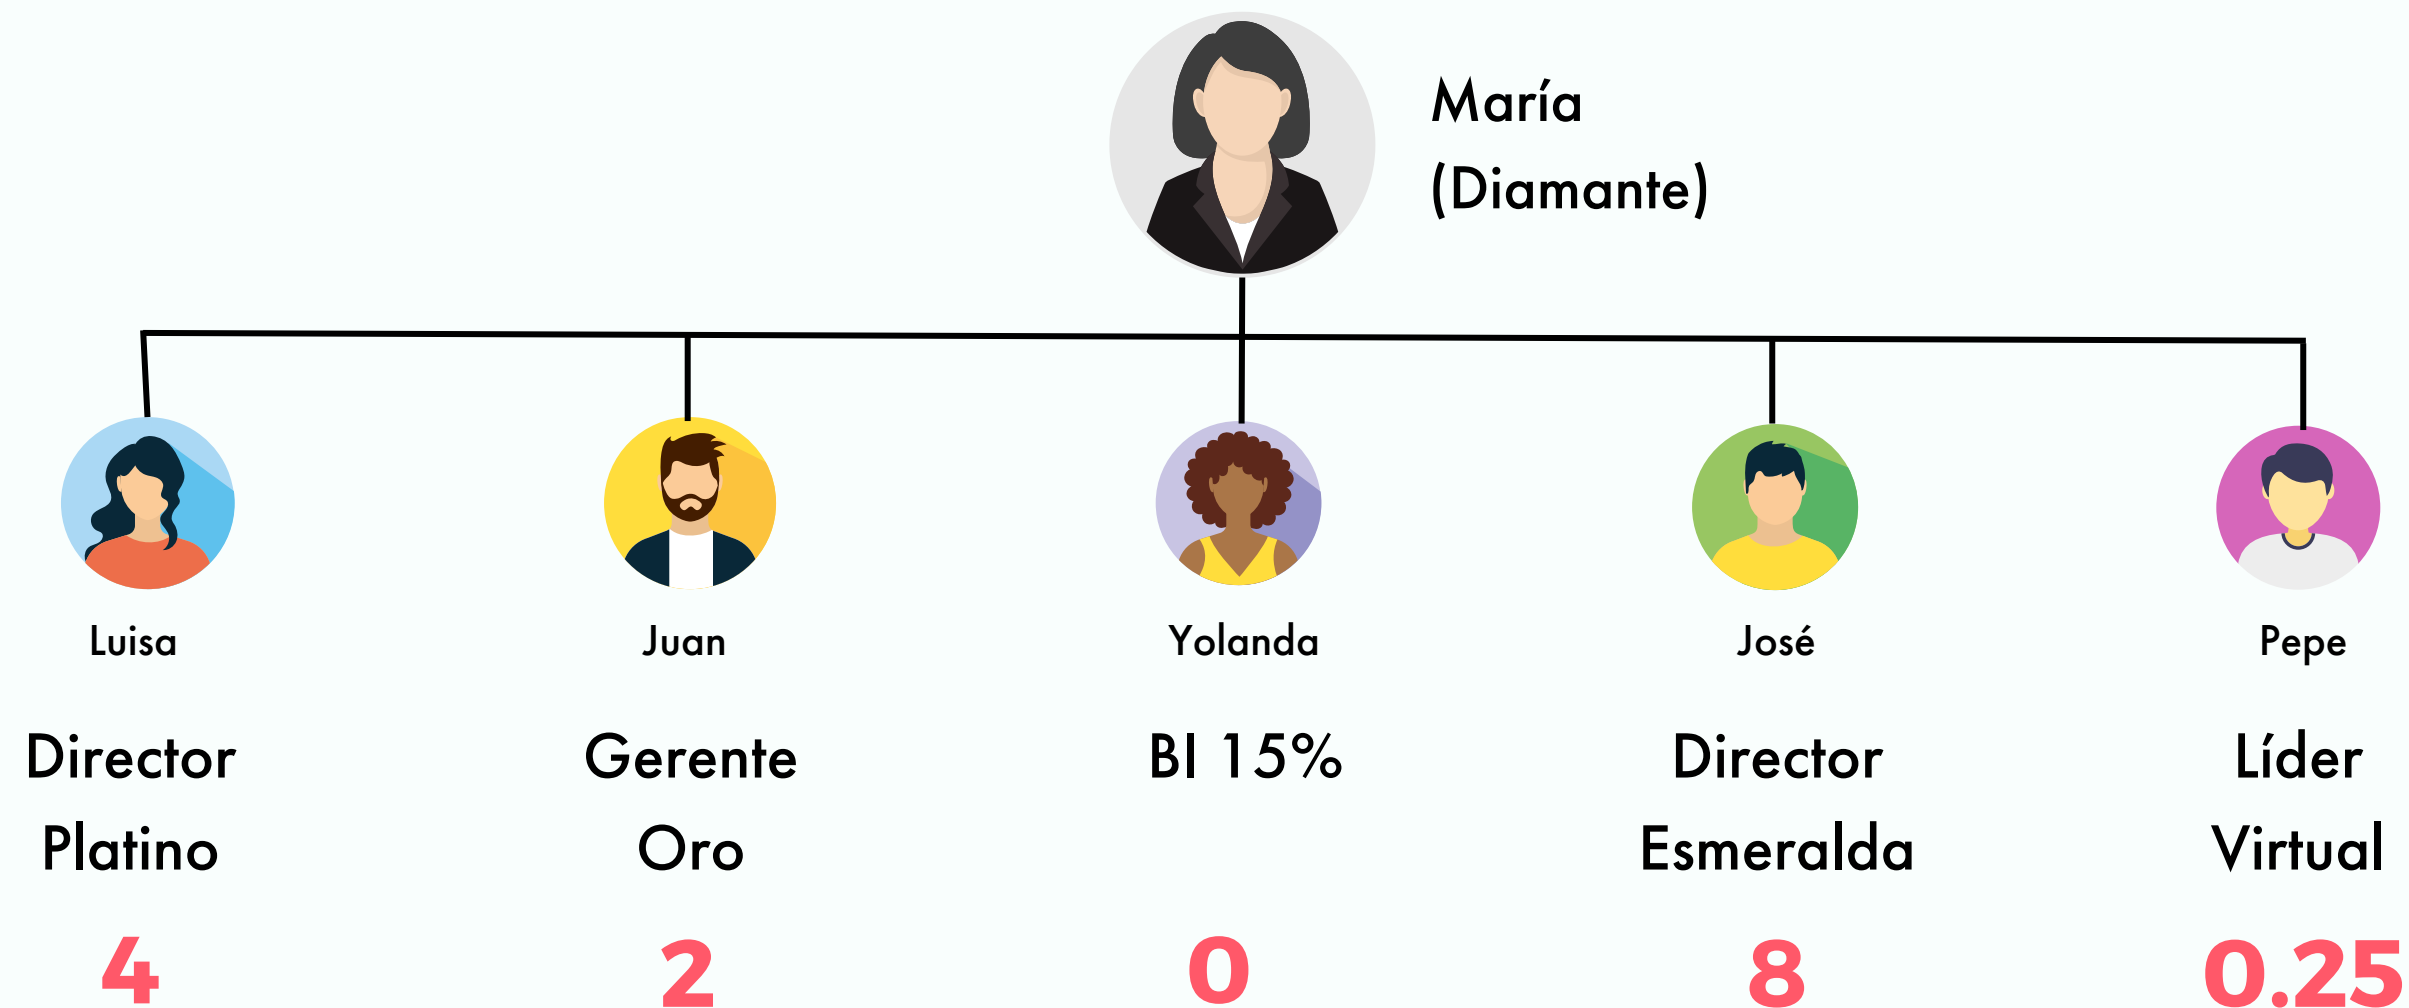 María
(Diamante)
Luisa
Juan
Yolanda
José
Pepe
Director
Platino
Gerente
Oro
BI 15%
Director
Esmeralda
Líder
Virtual
4
2
0
8
0.25